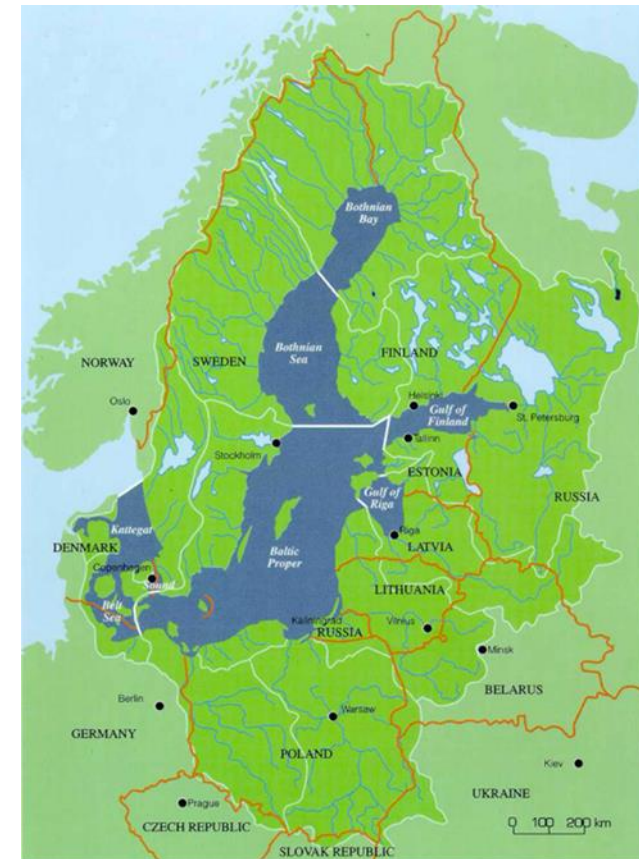 Bothnian
Bay
Bothnian
Sea
FINLAND
NORWAY
SWEDEN
Oslo
Helsinki
Gulf of
Finland
St. Petersburg
Tallinn
Stockholm
ESTONIA
RUSSIA
Gulf of
Riga
Kattegat
Riga
DENMARK
Baltic
Proper
LATVIA
Copenhagen
Sound
LITHUANIA
Belt
Sea
Kaliningrad
RUSSIA
Vilnius
Minsk
BELARUS
Berlin
Warsaw
GERMANY
POLAND
Kiev
UKRAINE
Prague
CZECH REPUBLIC
0 100 200 km
SLOVAK REPUBLIC